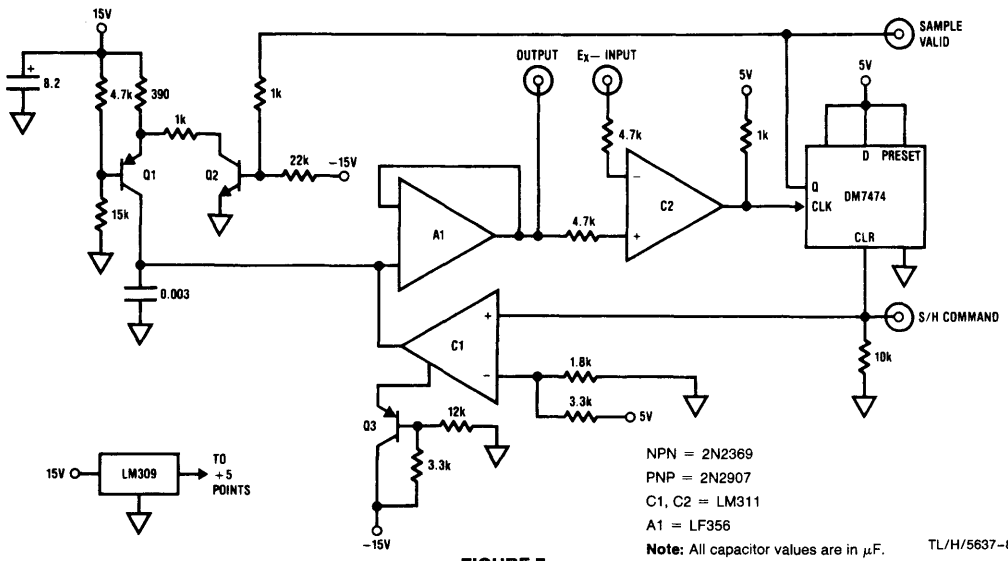 15V
+
8.2
4.7k
390
1k
Q1
15k
0.003
1k
Q2
22k
-15V
OUTPUT
EX— INPUT
4.7k
A1
4.7k
-
+
C2
5V
1k
SAMPLE
VALID
5V
D PRESET
Q
DM7474
CLK
CLR
S/H COMMAND
10k
C1
+
-
1.8k
3.3k
5V
Q3
12k
3.3k
-15V
15V
LM309
TO
+5
POINTS
NPN = 2N2369
PNP = 2N2907
C1, C2 = LM311
A1 = LF356
Note: All capacitor values are in µF.
TL/H/5637-8